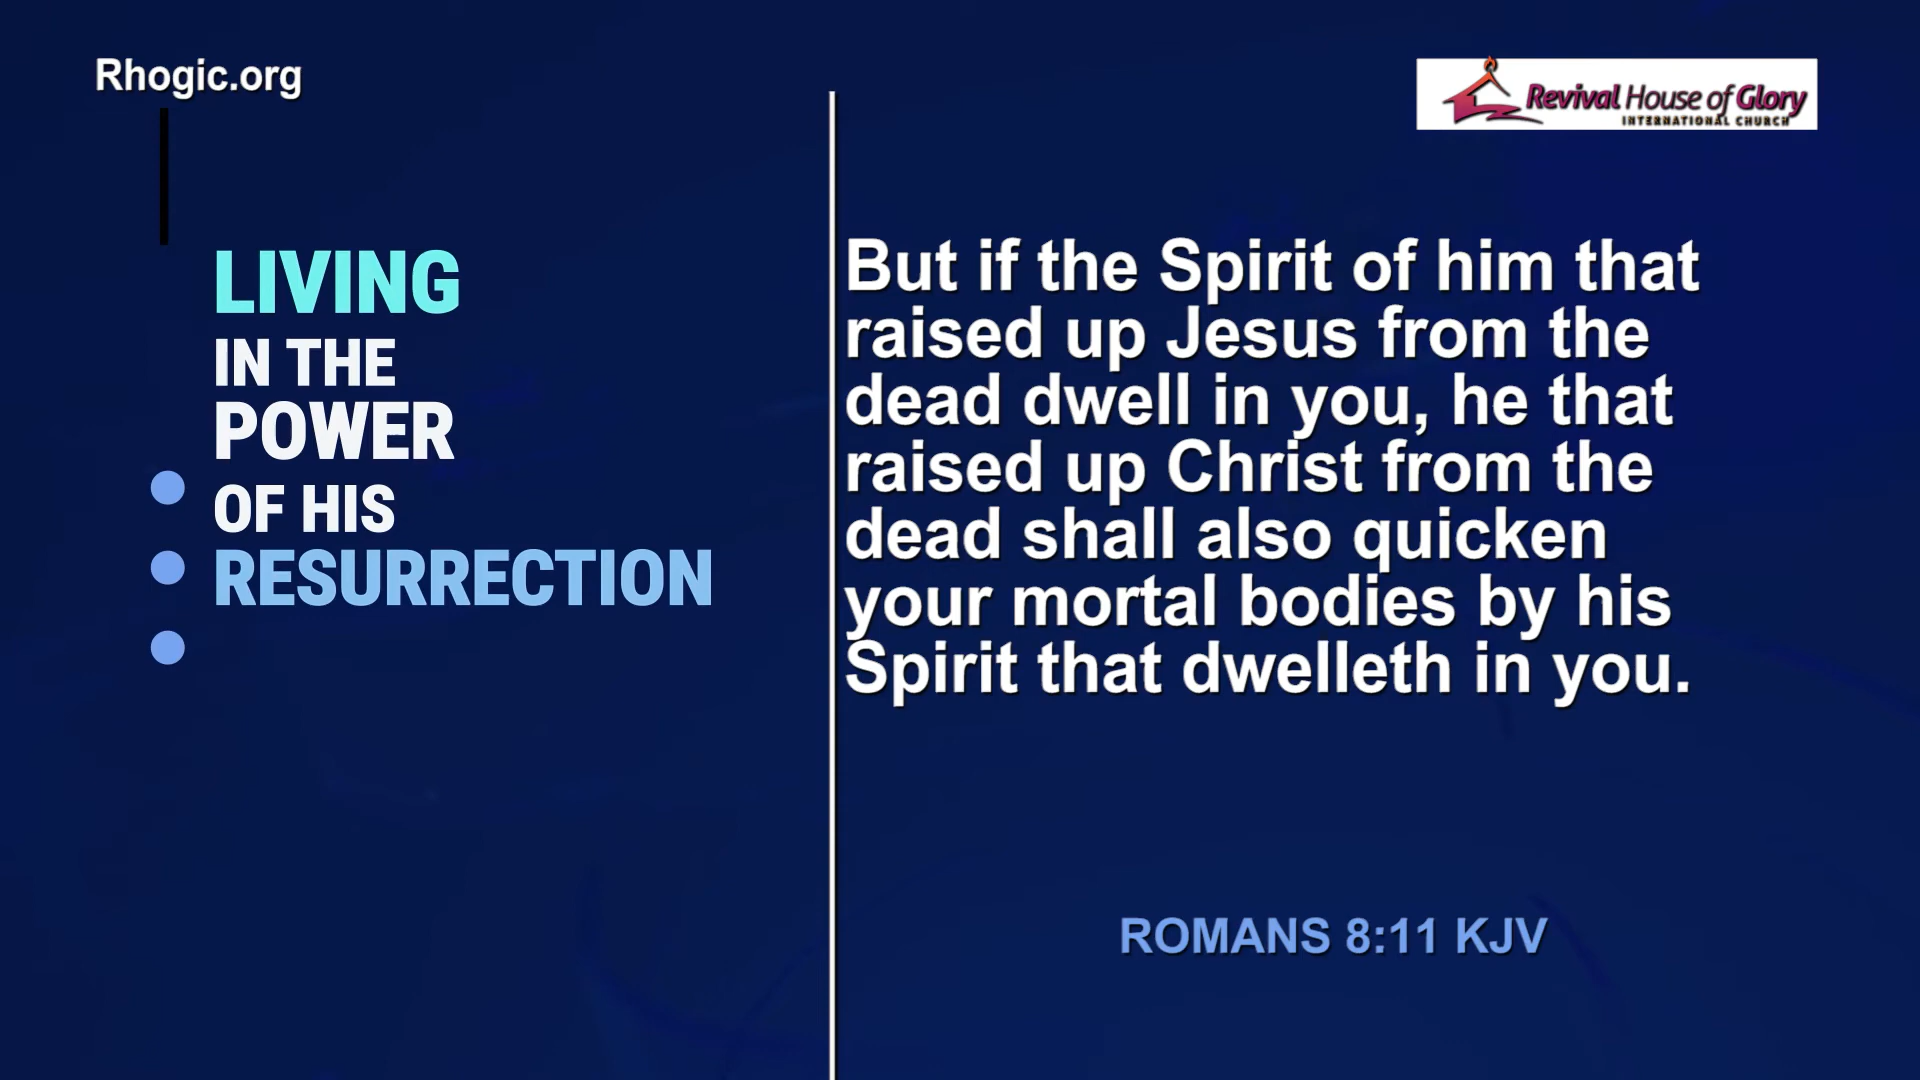 Rhogic.org
Revival House of Glory
INTERNATIONAL CHURCH
LIVING
IN THE
POWER
OF HIS
RESURRECTION
But if the Spirit of him that
raised up Jesus from the
dead dwell in you, he that
raised up Christ from the
dead shall also quicken
your mortal bodies by his
Spirit that dwelleth in you.
ROMANS 8:11 KJV